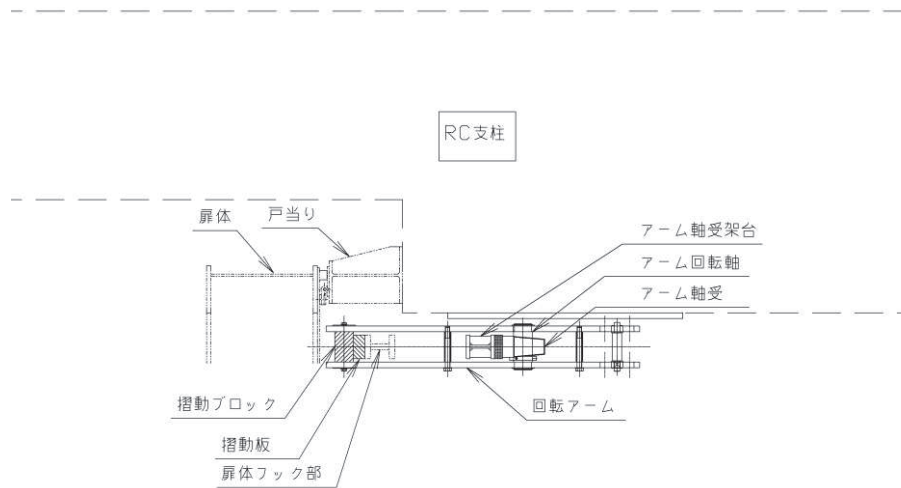 RC支柱
扉体
戸当り
アーム軸受架台
アーム回転軸
アーム軸受
摺動ブロック
回転アーム
摺動板
扉体フック部